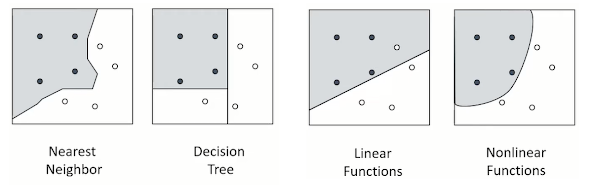 Nearest
Neighbor
Decision
Tree
Linear
Functions
Nonlinear
Functions